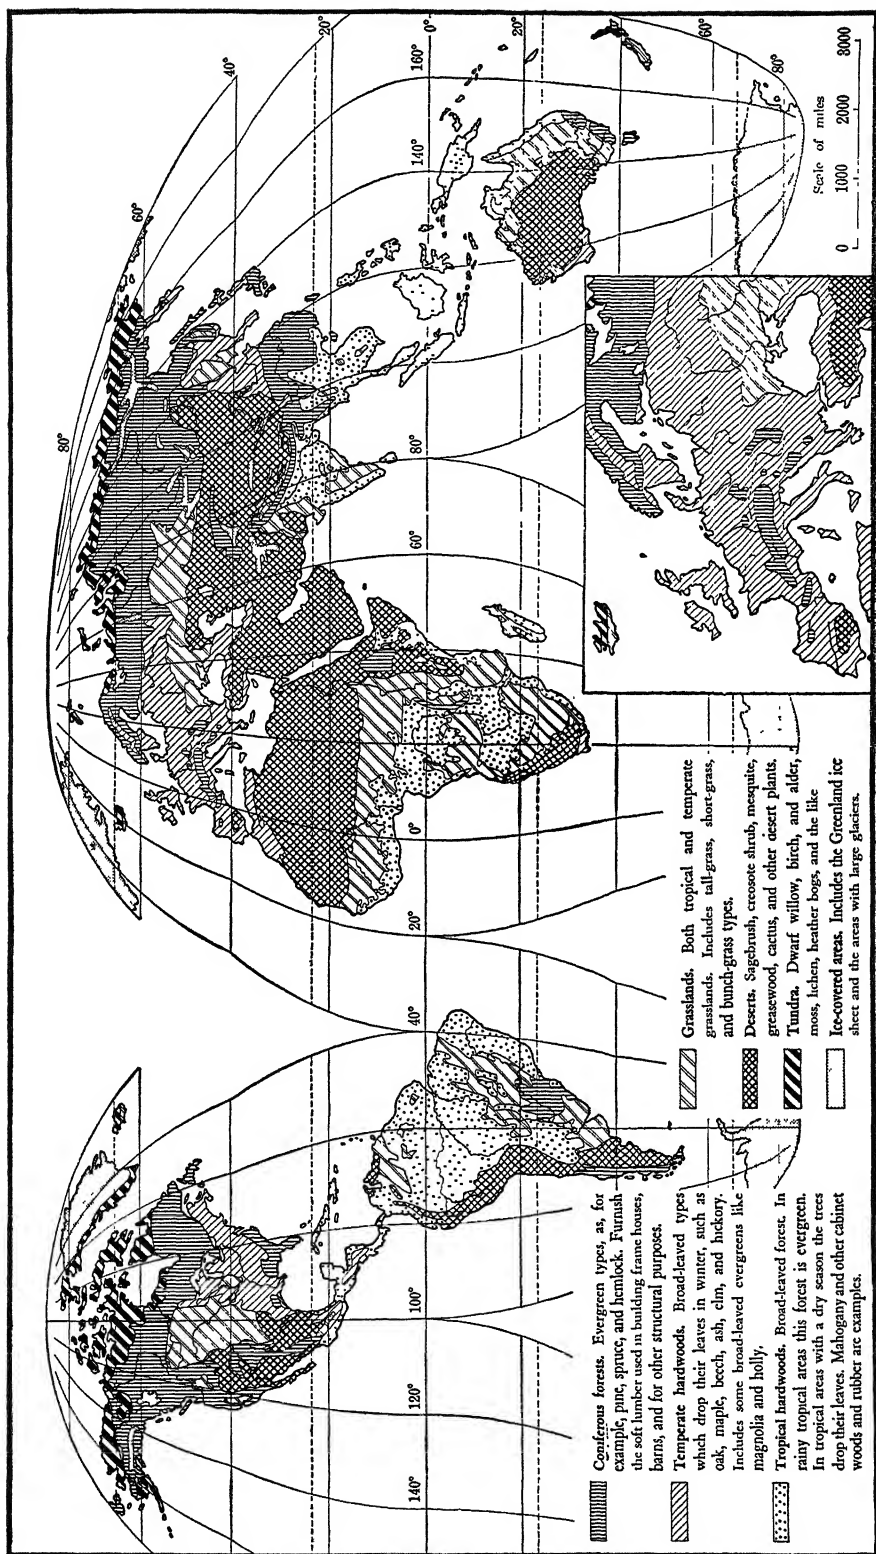 80°
60°
40°
20°
0°
20°
60°
80°
160°
140°
80°
60°
0°
20°
40°
100°
120°
140°
Scale of miles
0 1000 2000 3000
Coniferous forests. Evergreen types, as, for
example, pine, spruce, and hemlock. Furnish
the soft lumber used in building frame houses,
barns, and for other structural purposes.
Temperate hardwoods. Broad-leaved types
which drop their leaves in winter, such as
oak, maple, beech, ash, elm, and hickory.
Includes some broad-leaved evergreens like
magnolia and holly.
Tropical hardwoods. Broad-leaved forest. In
rainy tropical areas this forest is evergreen.
In tropical areas with a dry season the trees
drop their leaves. Mahogany and other cabinet
woods and rubber are examples.
Grasslands. Both tropical and temperate
grasslands. Includes tall-grass, short-grass,
and bunch-grass types.
Deserts. Sagebrush, creosote shrub, mesquite,
greasewood, cactus, and other desert plants.
Tundra. Dwarf willow, birch, and alder,
moss, lichen, heather bogs, and the like
Ice-covered areas. Includes the Greenland ice
sheet and the areas with large glaciers.